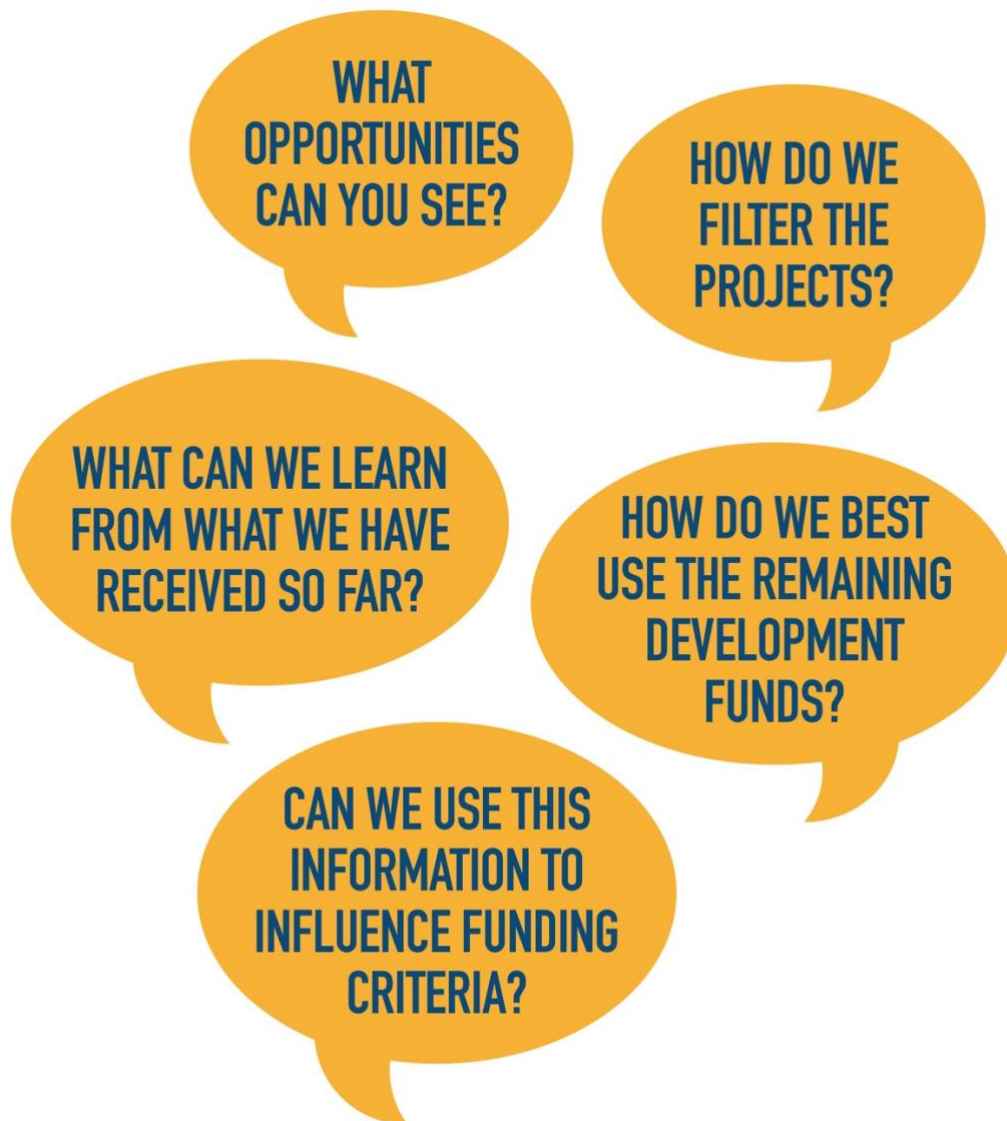 WHAT
OPPORTUNITIES
CAN YOU SEE?
HOW DO WE
FILTER THE
PROJECTS?
WHAT CAN WE LEARN
FROM WHAT WE HAVE
RECEIVED SO FAR?
HOW DO WE BEST
USE THE REMAINING
DEVELOPMENT
FUNDS?
CAN WE USE THIS
INFORMATION TO
INFLUENCE FUNDING
CRITERIA?